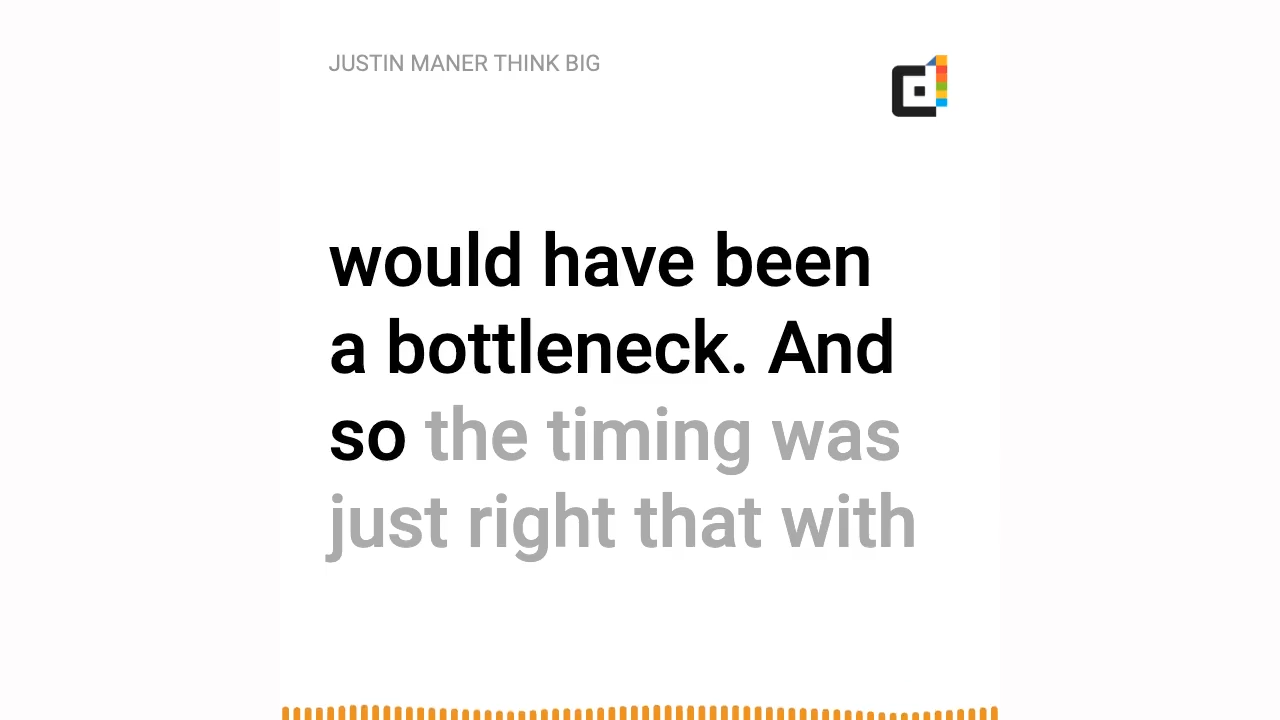 JUSTIN MANER THINK BIG
would have been
a bottleneck. And
so the timing was
just right that with